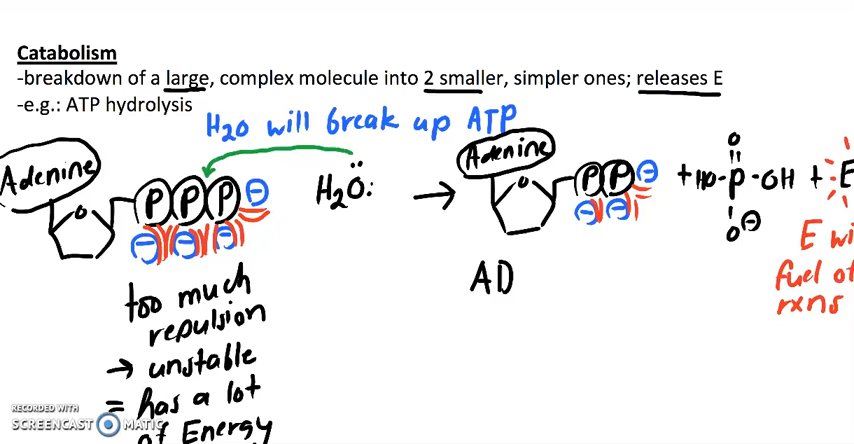 Catabolism
-breakdown of a large, complex molecule into 2 smaller, simpler ones; releases E
-e.g.: ATP hydrolysis
H2O will break up ATP
Adenine
O
P P P ⊖
⊖ ⊖ ⊖
H2O:
→
Adenine
O
P P ⊖
⊖ ⊖
+
O
HO-P-OH
O⊖
+ E
E wi
fuel ot
rxns
AD
too much
repulsion
→ unstable
= has a lot
of Energy
RECORDED WITH
SCREENCAST MATIC